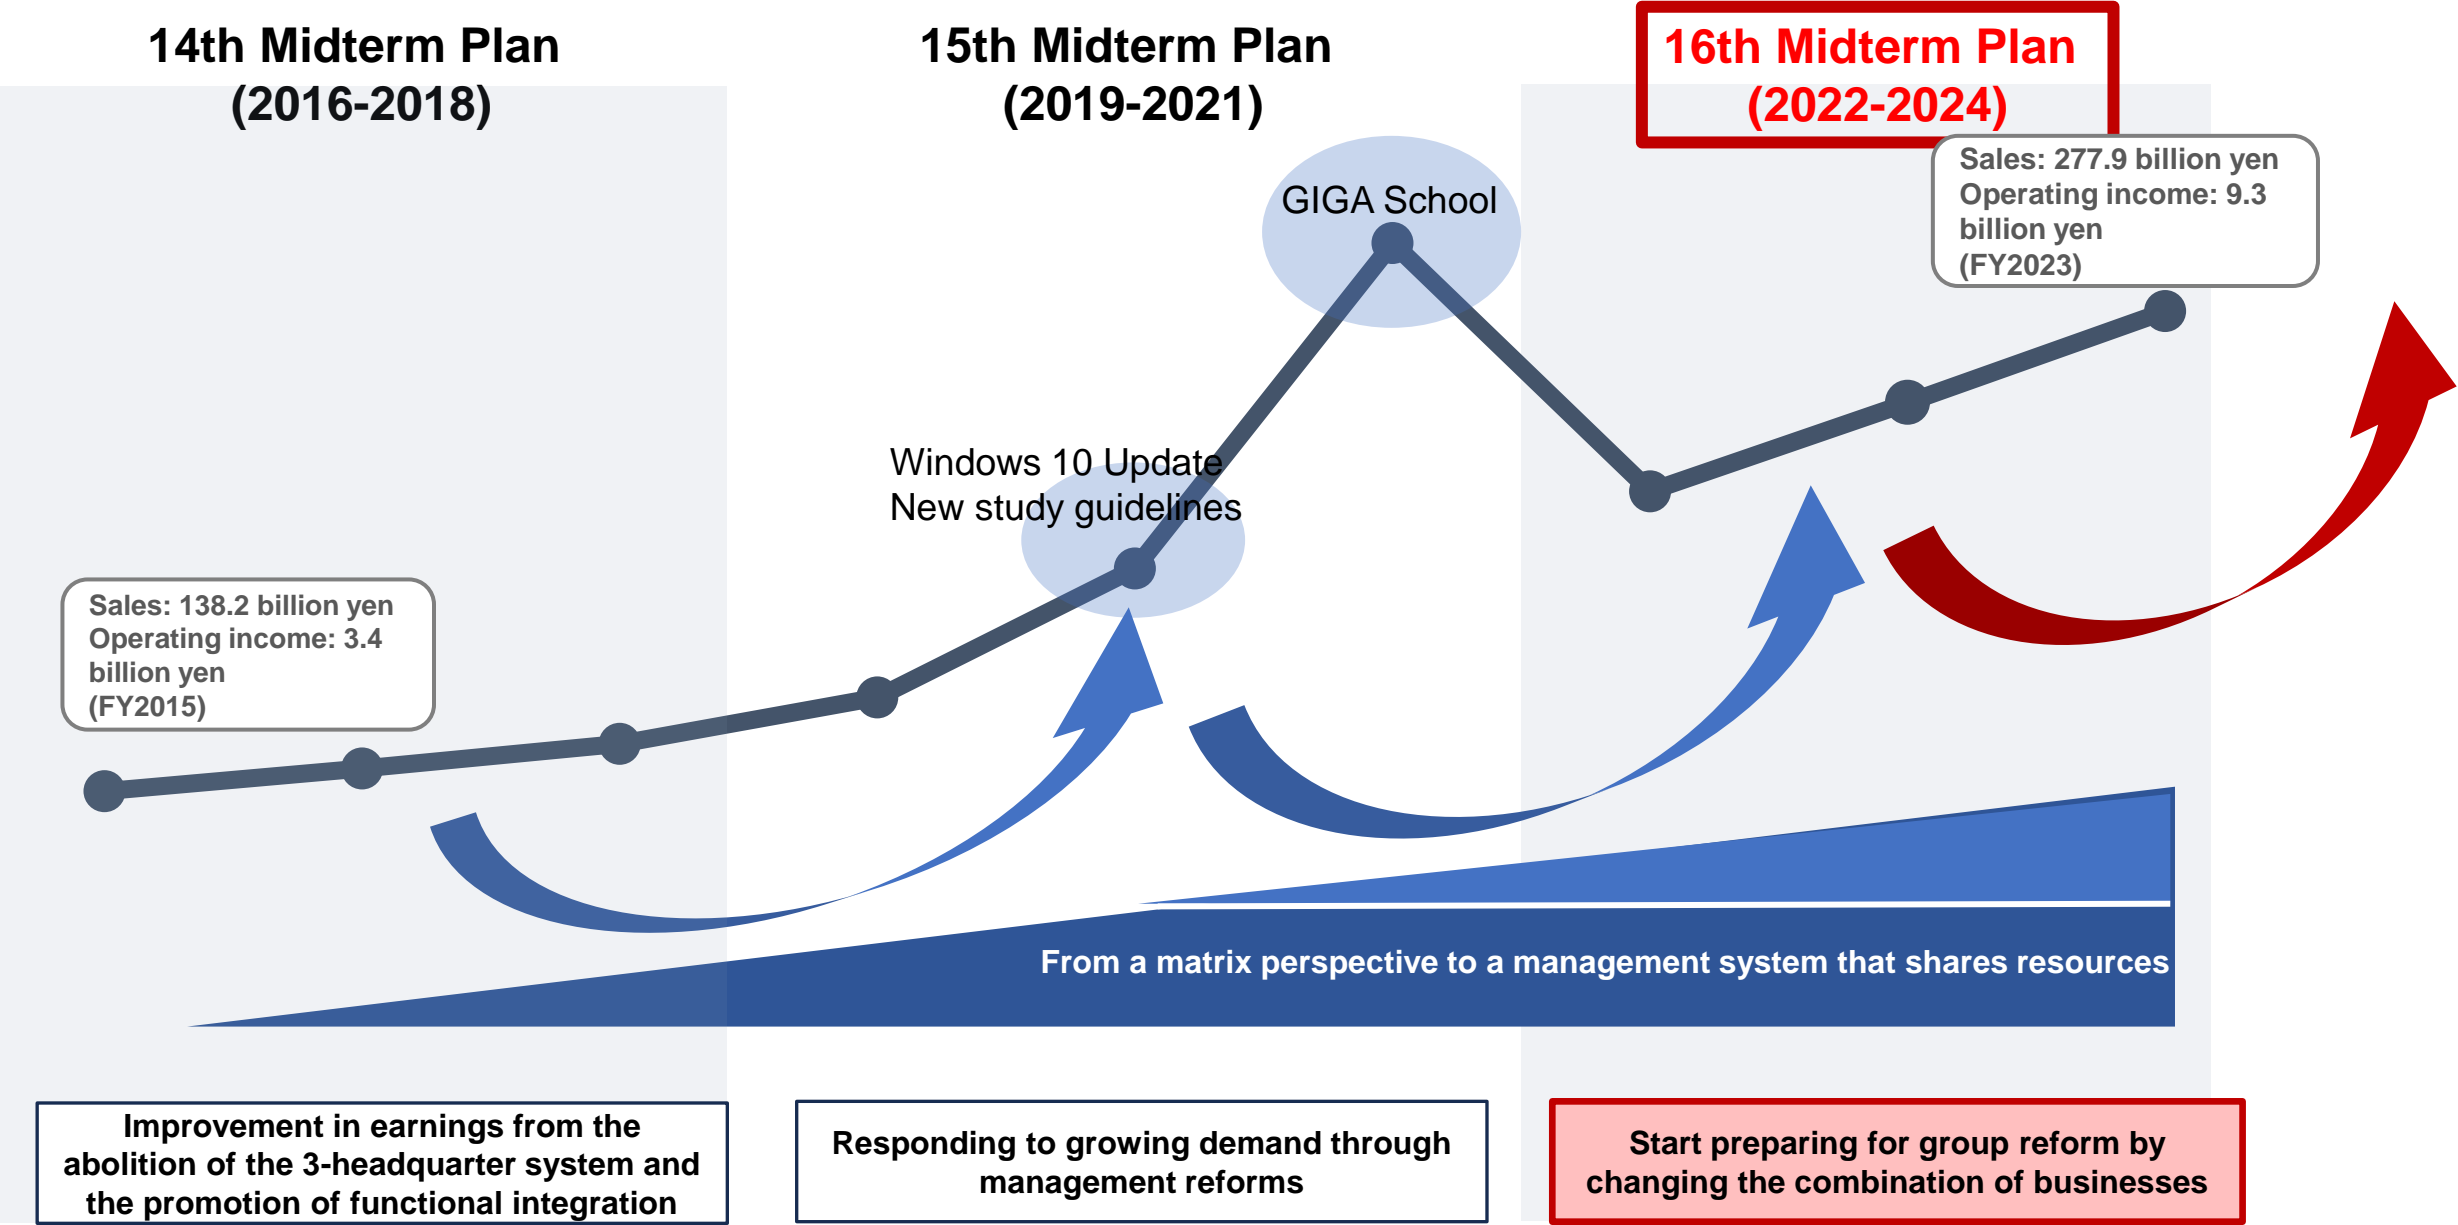 14th Midterm Plan
(2016-2018)
15th Midterm Plan
(2019-2021)
16th Midterm Plan
(2022-2024)
Sales: 277.9 billion yen
Operating income: 9.3
billion yen
(FY2023)
GIGA School
Windows 10 Update
New study guidelines
Sales: 138.2 billion yen
Operating income: 3.4
billion yen
(FY2015)
From a matrix perspective to a management system that shares resources
Improvement in earnings from the
abolition of the 3-headquarter system and
the promotion of functional integration
Responding to growing demand through
management reforms
Start preparing for group reform by
changing the combination of businesses